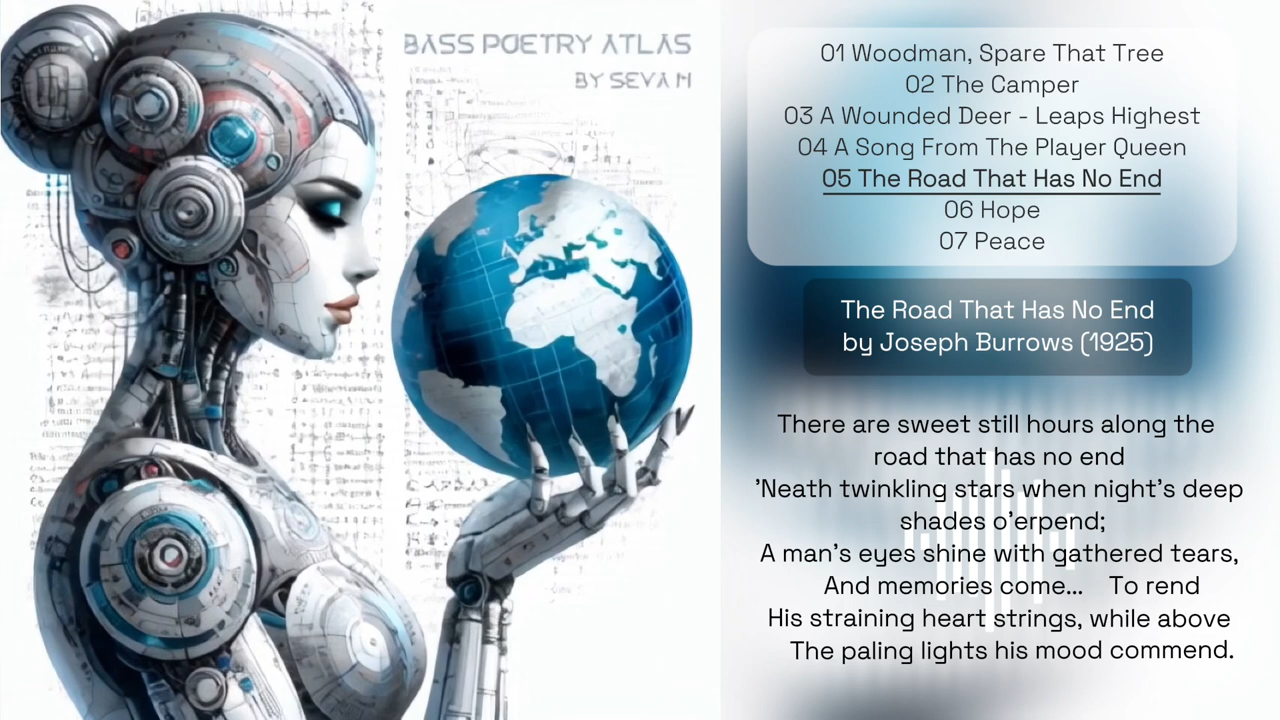 BASS POETRY ATLAS
BY SEVA M
01 Woodman, Spare That Tree
02 The Camper
03 A Wounded Deer - Leaps Highest
04 A Song From The Player Queen
05 The Road That Has No End
06 Hope
07 Peace
The Road That Has No End
by Joseph Burrows (1925)
There are sweet still hours along the
road that has no end
'Neath twinkling stars when night's deep
shades o'erpend;
A man's eyes shine with gathered tears,
And memories come... To rend
His straining heart strings, while above
The paling lights his mood commend.